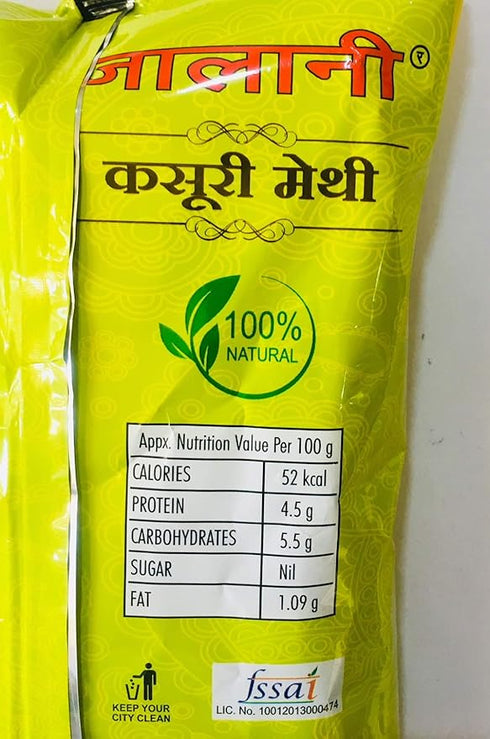 जालानी र
कसूरी मेथी
100%
NATURAL
Appx. Nutrition Value Per 100 g
CALORIES 52 kcal
PROTEIN 4.5 g
CARBOHYDRATES 5.5 g
SUGAR Nil
FAT 1.09 g
KEEP YOUR
CITY CLEAN
fssai
LIC. No. 10012013000474